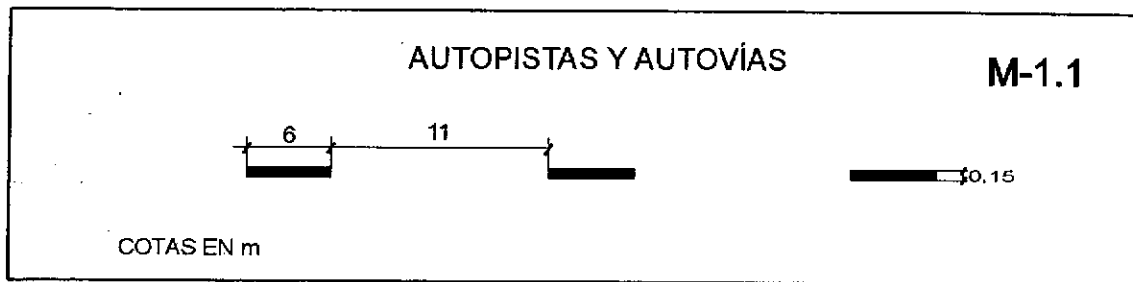 AUTOPISTAS Y AUTOVÍAS
M-1.1
6
11
0,15
COTAS EN m